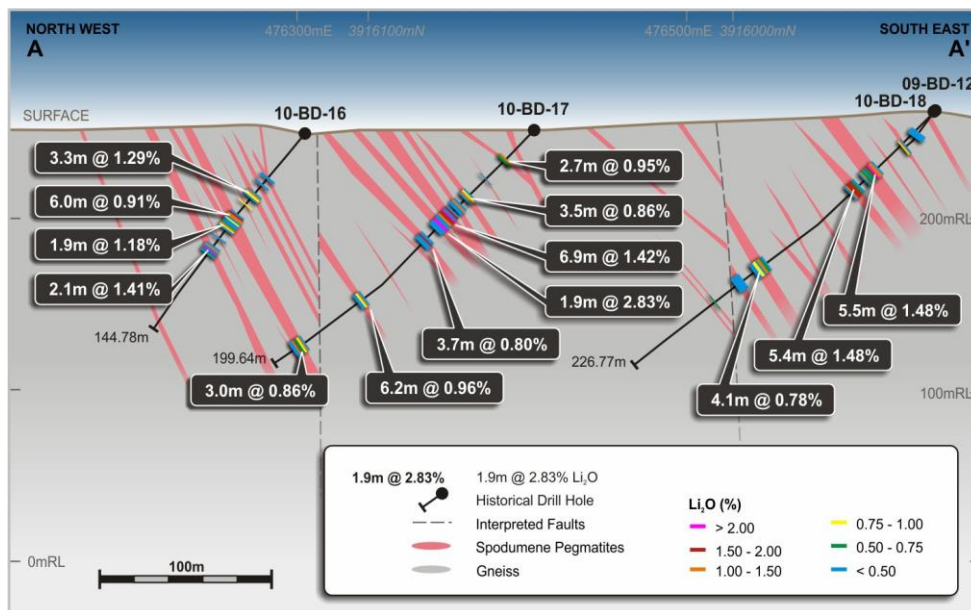 NORTH WEST
A
476300mE
3916100mN
476500mE
3916000mN
SOUTH EAST
A'
09-BD-12
SURFACE
10-BD-16
10-BD-17
10-BD-18
3.3m @ 1.29%
6.0m @ 0.91%
1.9m @ 1.18%
2.1m @ 1.41%
144.78m
199.64m
3.0m @ 0.86%
2.7m @ 0.95%
3.5m @ 0.86%
6.9m @ 1.42%
1.9m @ 2.83%
3.7m @ 0.80%
6.2m @ 0.96%
226.77m
5.5m @ 1.48%
5.4m @ 1.48%
4.1m @ 0.78%
200mRL
100mRL
0mRL
100m
1.9m @ 2.83% 1.9m @ 2.83% Li₂O
Historical Drill Hole
Interpreted Faults
Spodumene Pegmatites
Gneiss
Li₂O (%)
> 2.00
1.50 - 2.00
1.00 - 1.50
0.75 - 1.00
0.50 - 0.75
< 0.50